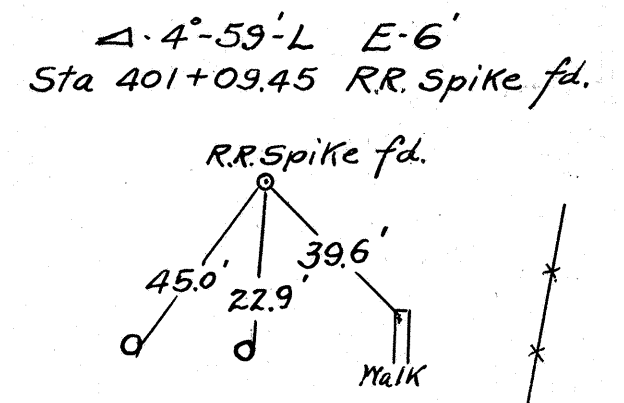 △·4°-59'-L E-6'
Sta 401+09.45 R.R. Spike fd.
R.R. Spike fd.
39.6'
45.0'
22.9'
Walk